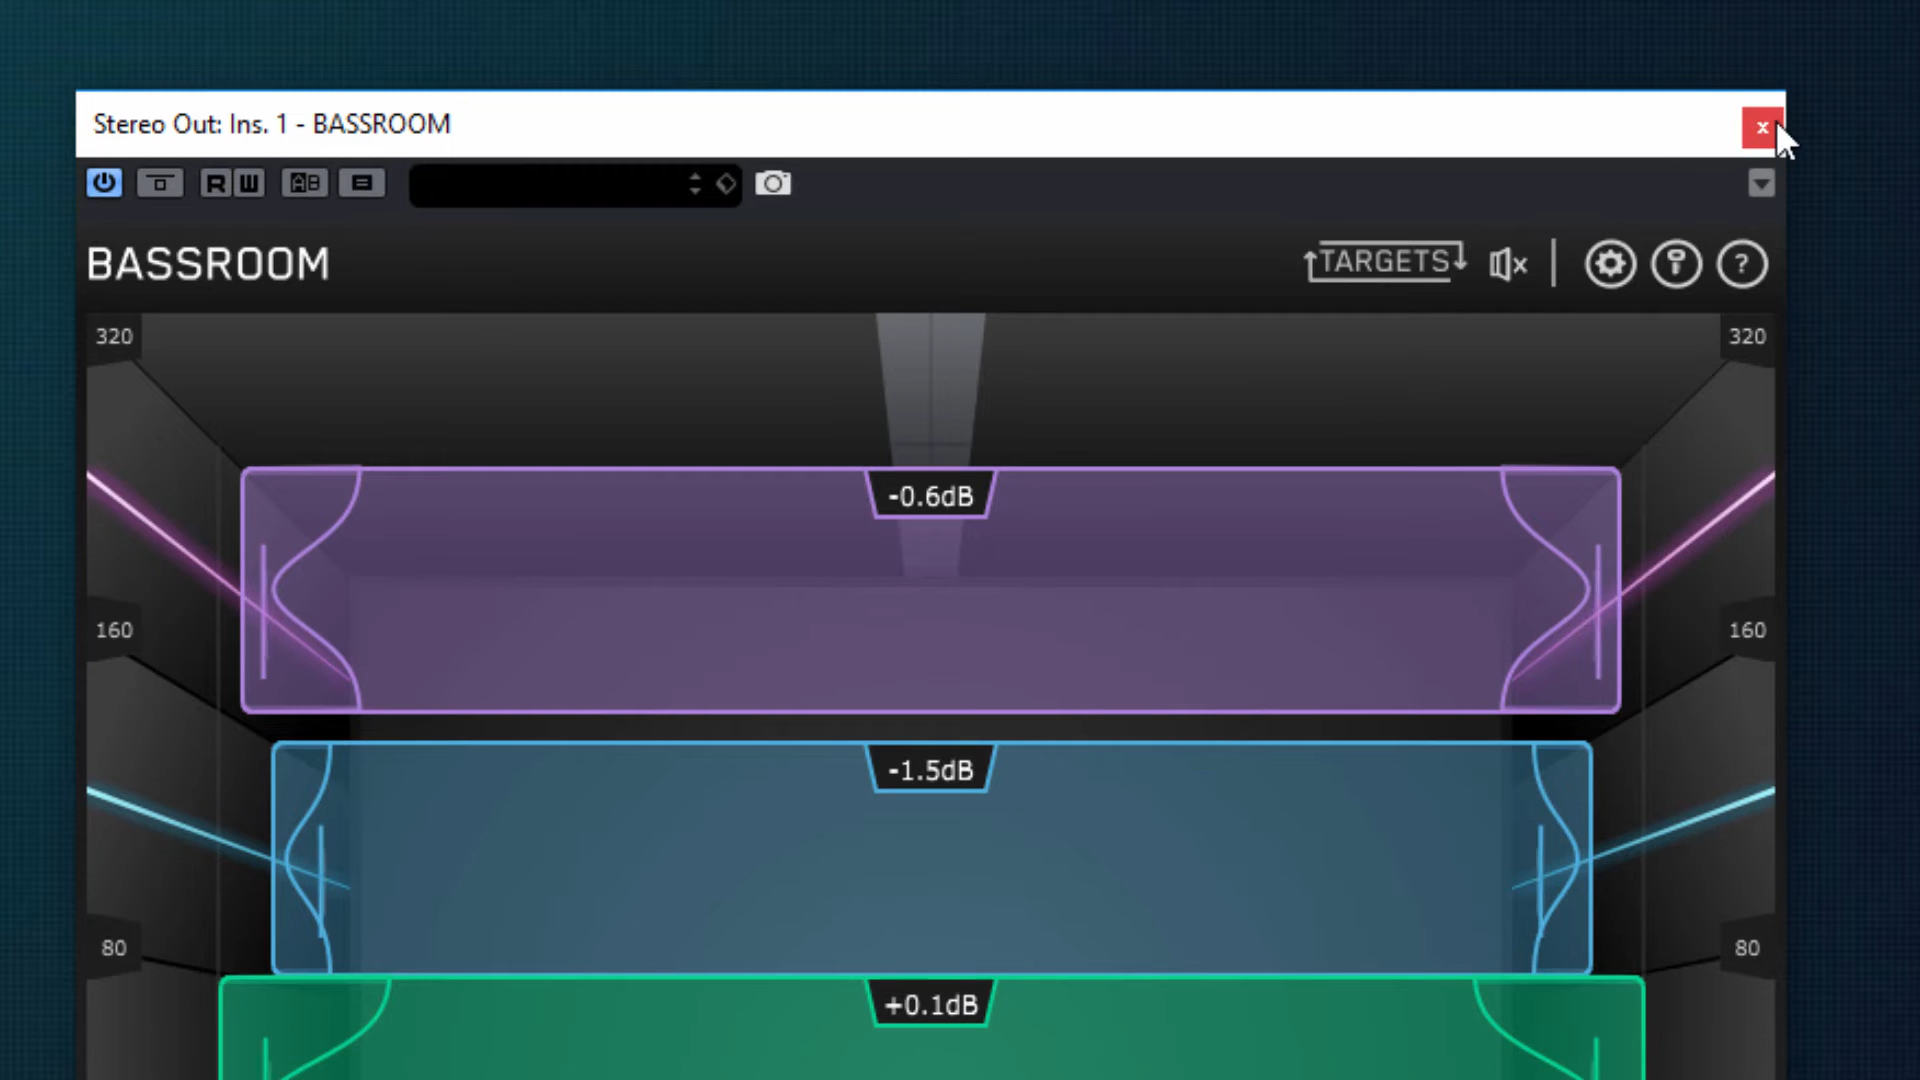 Stereo Out: Ins. 1 - BASSROOM
x
R W AB
BASSROOM
TARGETS
?
320
320
-0.6dB
160
160
-1.5dB
80
80
+0.1dB